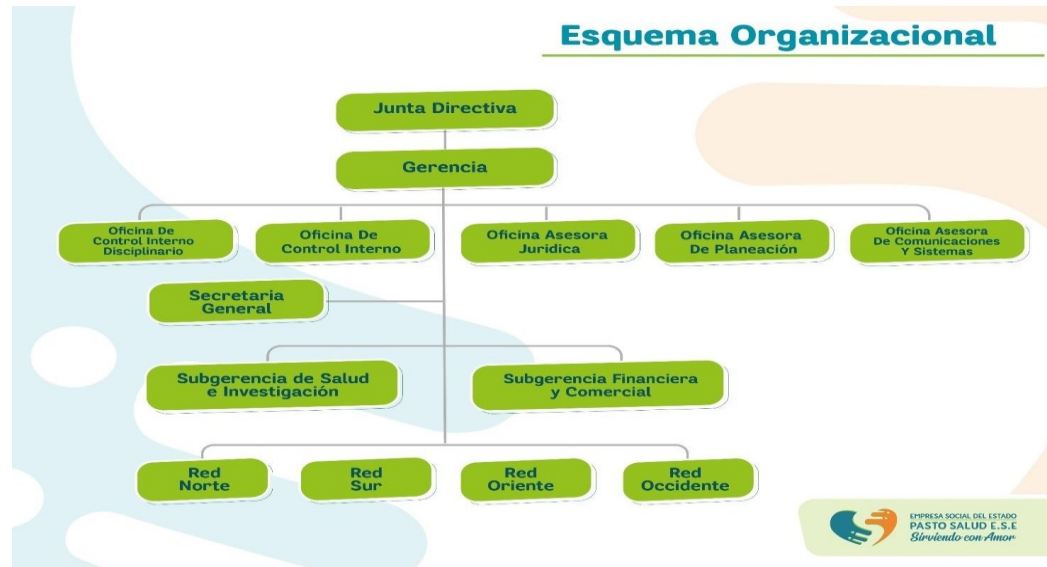 Esquema Organizacional
Junta Directiva
Gerencia
Oficina De
Control Interno
Disciplinario
Oficina De
Control Interno
Oficina Asesora
Juridica
Oficina Asesora
De Planeación
Oficina Asesora
De Comunicaciones
Y Sistemas
Secretaria
General
Subgerencia de Salud
e Investigación
Subgerencia Financiera
y Comercial
Red
Norte
Red
Sur
Red
Oriente
Red
Occidente
EMPRESA SOCIAL DEL ESTADO
PASTO SALUD E.S.E
Sirviendo con Amor